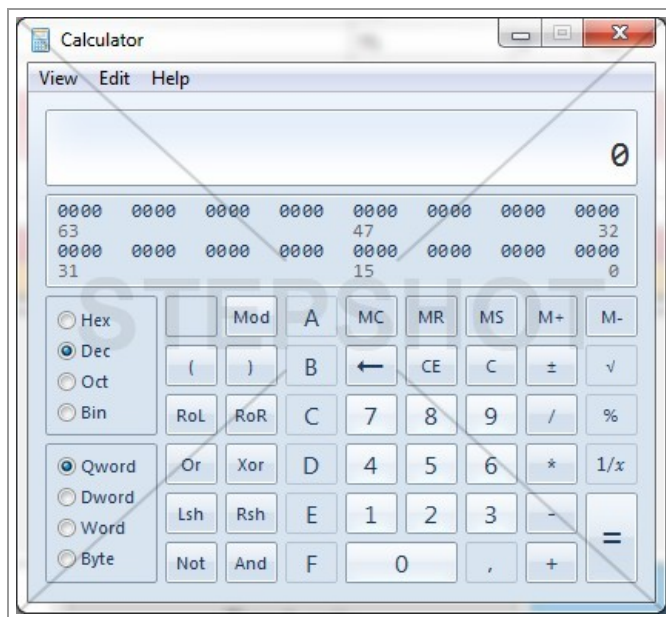 Calculator
View Edit Help
0
0000 0000 0000 0000 0000 0000 0000 0000
63 47 32
0000 0000 0000 0000 0000 0000 0000 0000
31 15 0
Hex Mod A MC MR MS M+ M-
Dec ( ) B ← CE C ± √
Oct
Bin RoL RoR C 7 8 9 / %
Qword Or Xor D 4 5 6 * 1/x
Dword
Word Lsh Rsh E 1 2 3 - =
Byte Not And F 0 , +
STEPSHOT